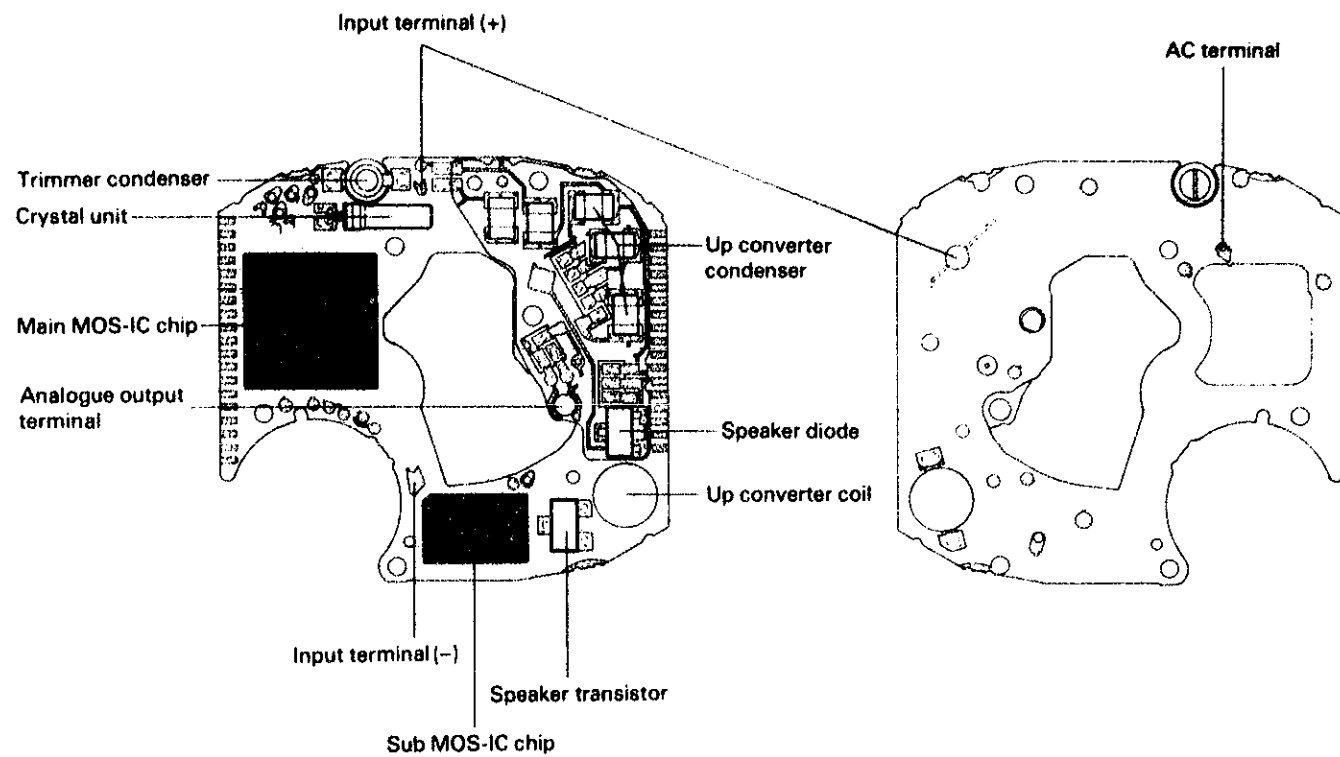 Input terminal (+)
AC terminal
Trimmer condenser
Crystal unit
Up converter
condenser
Main MOS-IC chip
Analogue output
terminal
Speaker diode
Up converter coil
Input terminal (–)
Speaker transistor
Sub MOS-IC chip